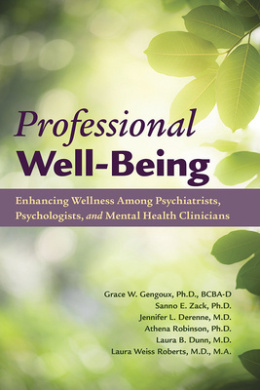 Professional
Well-Being
Enhancing Wellness Among Psychiatrists,
Psychologists, and Mental Health Clinicians
Grace W. Gengoux, Ph.D., BCBA-D
Sanno E. Zack, Ph.D.
Jennifer L. Derenne, M.D.
Athena Robinson, Ph.D.
Laura B. Dunn, M.D.
Laura Weiss Roberts, M.D., M.A.